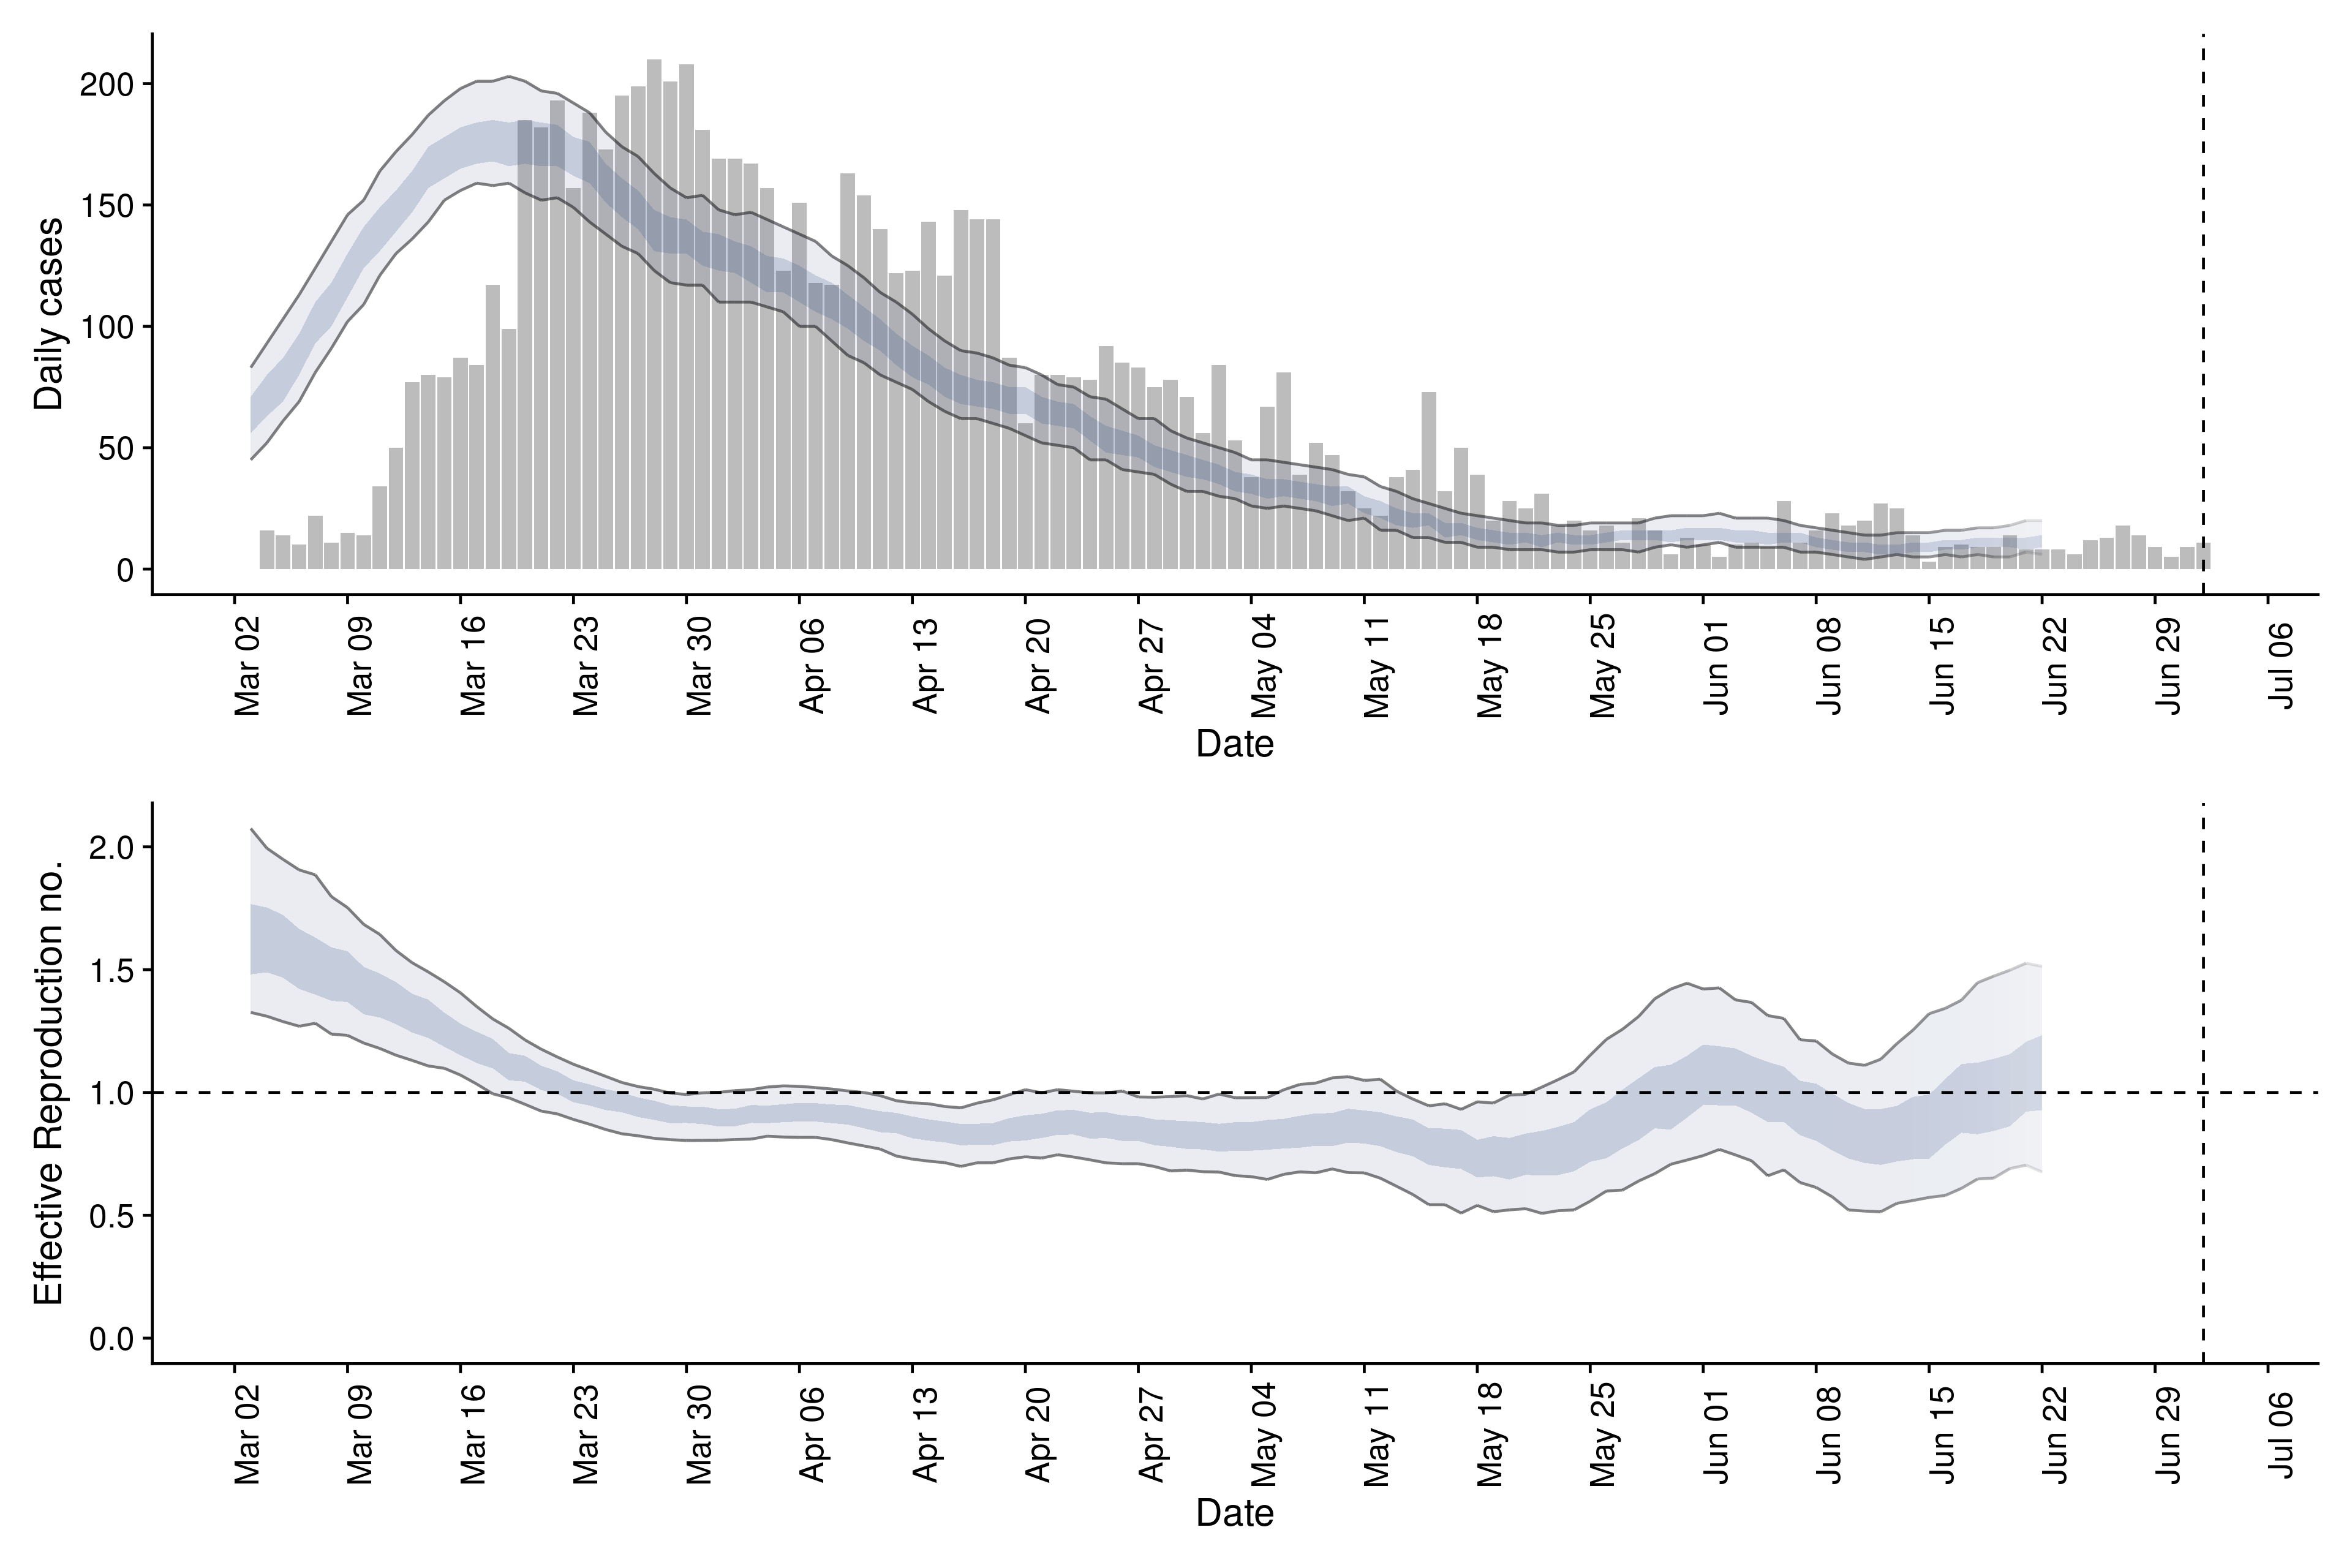 Daily cases
200
150
100
50
0
Mar 02
Mar 09
Mar 16
Mar 23
Mar 30
Apr 06
Apr 13
Apr 20
Apr 27
May 04
May 11
May 18
May 25
Jun 01
Jun 08
Jun 15
Jun 22
Jun 29
Jul 06
Date
Effective Reproduction no.
2.0
1.5
1.0
0.5
0.0
Mar 02
Mar 09
Mar 16
Mar 23
Mar 30
Apr 06
Apr 13
Apr 20
Apr 27
May 04
May 11
May 18
May 25
Jun 01
Jun 08
Jun 15
Jun 22
Jun 29
Jul 06
Date